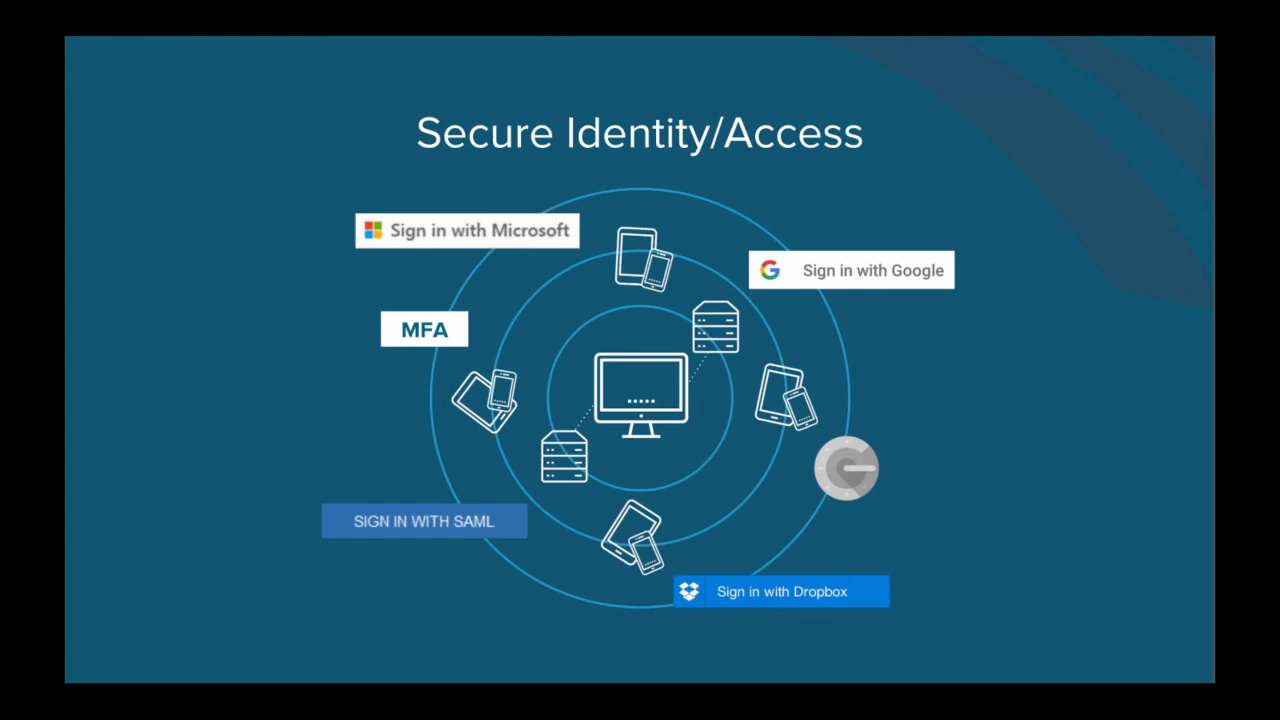 Secure Identity/Access
Sign in with Microsoft
Sign in with Google
MFA
SIGN IN WITH SAML
Sign in with Dropbox